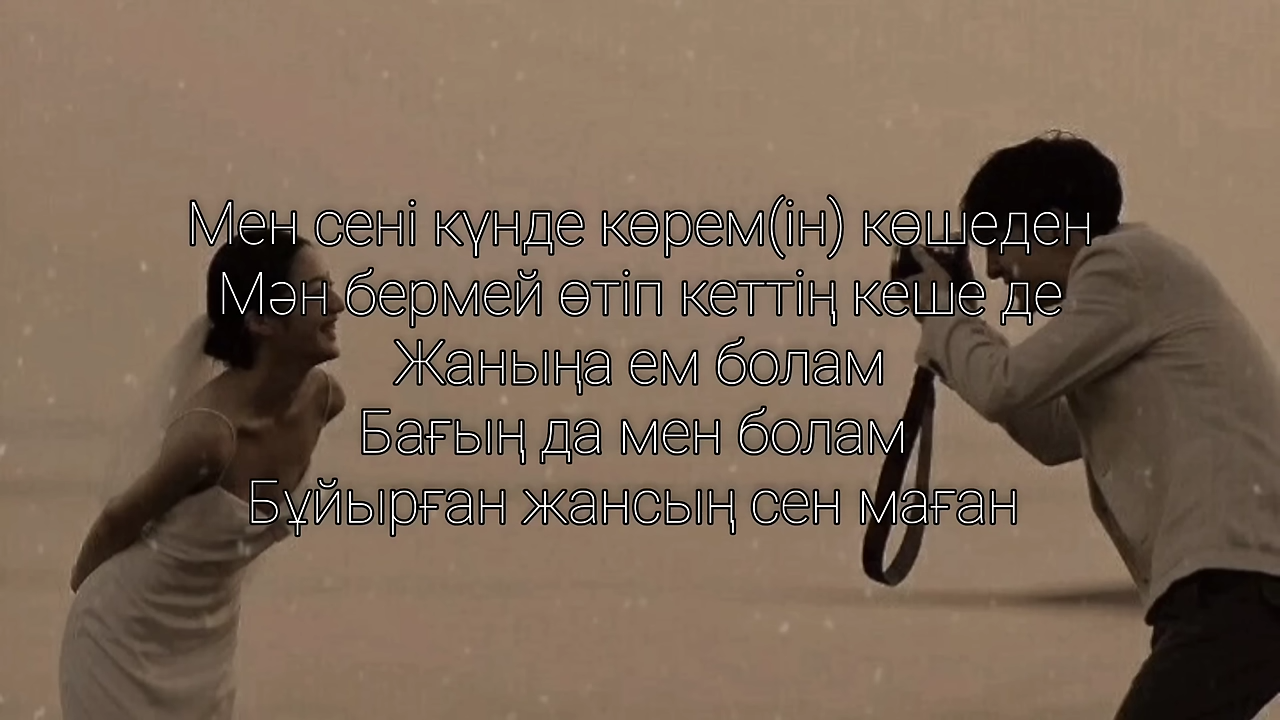 Мен сені күнде көрем(ін) көшеден
Мән бермей өтіп кеттің кеше де
Жаныңа ем болам
Бағың да мен болам
Бұйырған жансың сен маған